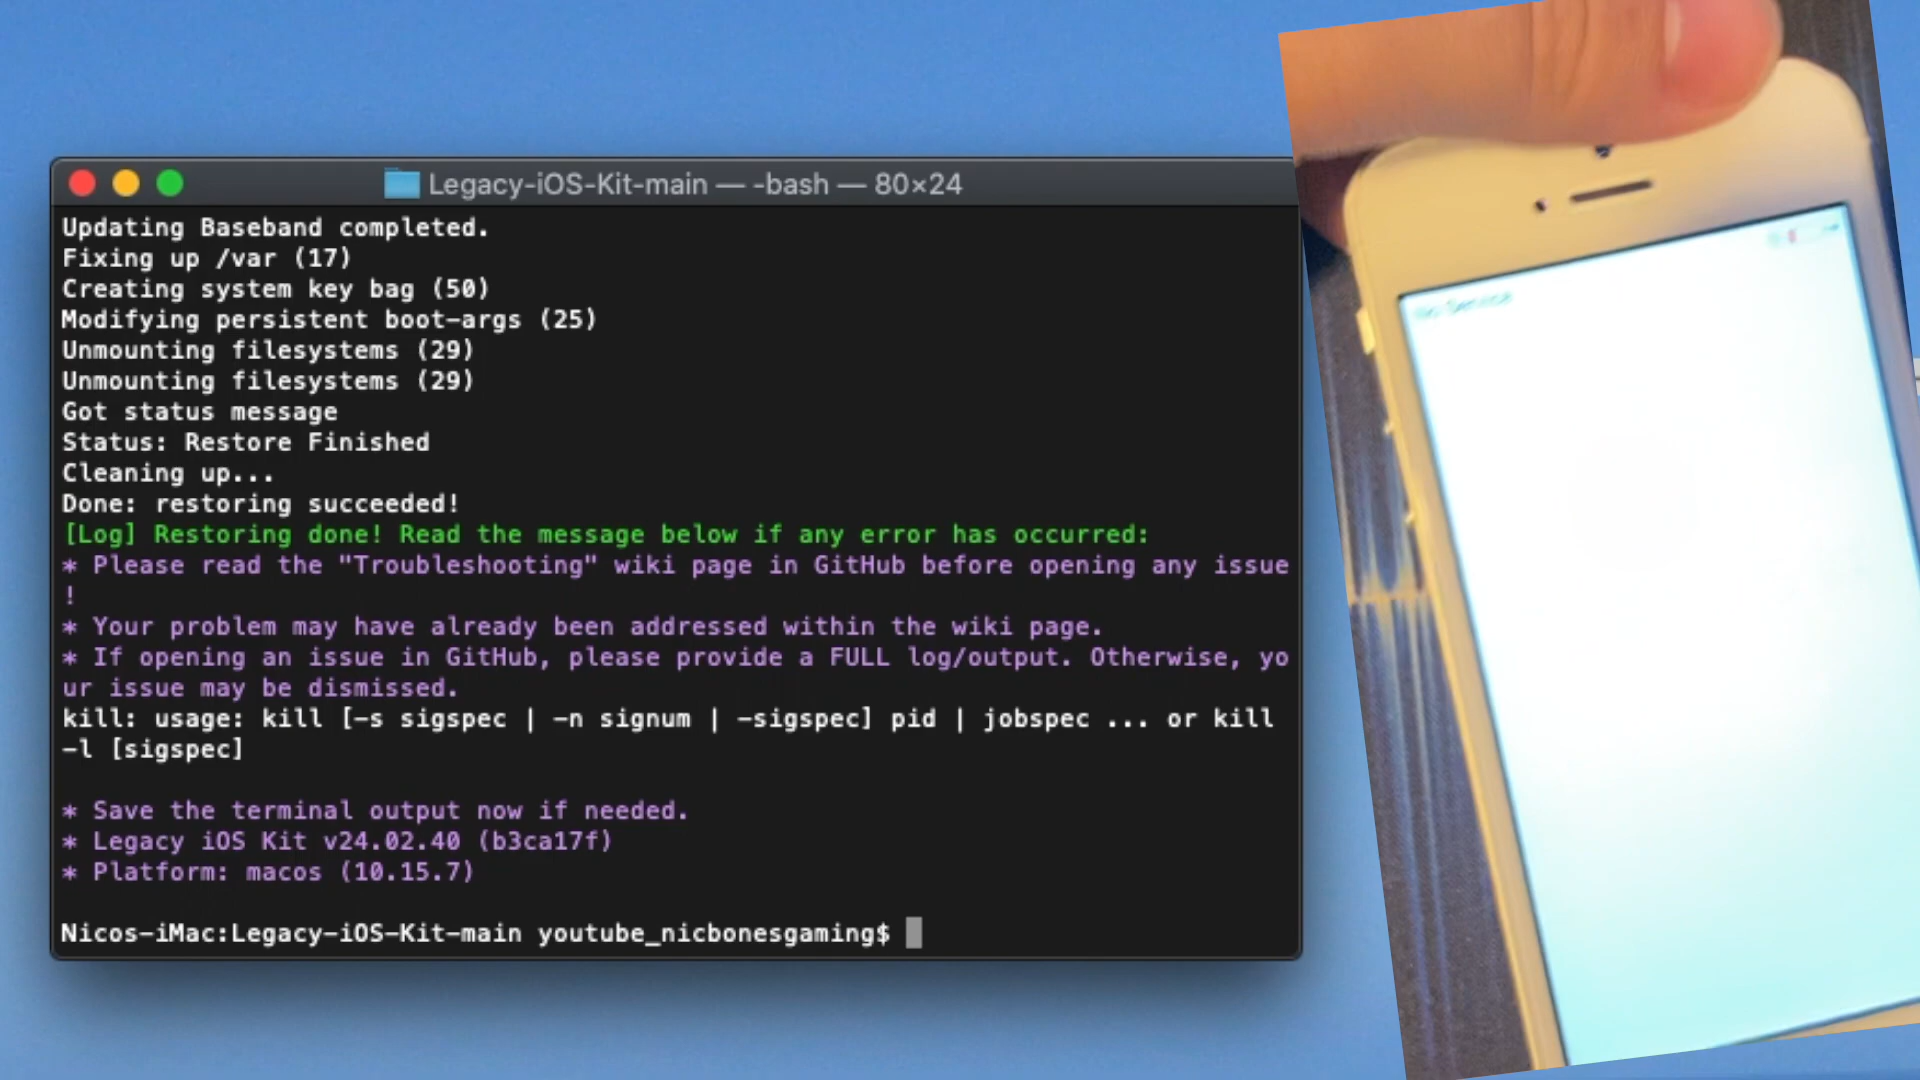 Legacy-iOS-Kit-main — -bash — 80×24
Updating Baseband completed.
Fixing up /var (17)
Creating system key bag (50)
Modifying persistent boot-args (25)
Unmounting filesystems (29)
Unmounting filesystems (29)
Got status message
Status: Restore Finished
Cleaning up...
Done: restoring succeeded!
[Log] Restoring done! Read the message below if any error has occurred:
* Please read the "Troubleshooting" wiki page in GitHub before opening any issue
!
* Your problem may have already been addressed within the wiki page.
* If opening an issue in GitHub, please provide a FULL log/output. Otherwise, yo
ur issue may be dismissed.
kill: usage: kill [-s sigspec | -n signum | -sigspec] pid | jobspec ... or kill
-l [sigspec]
* Save the terminal output now if needed.
* Legacy iOS Kit v24.02.40 (b3ca17f)
* Platform: macos (10.15.7)
Nicos-iMac:Legacy-iOS-Kit-main youtube_nicbonesgaming$
No Service